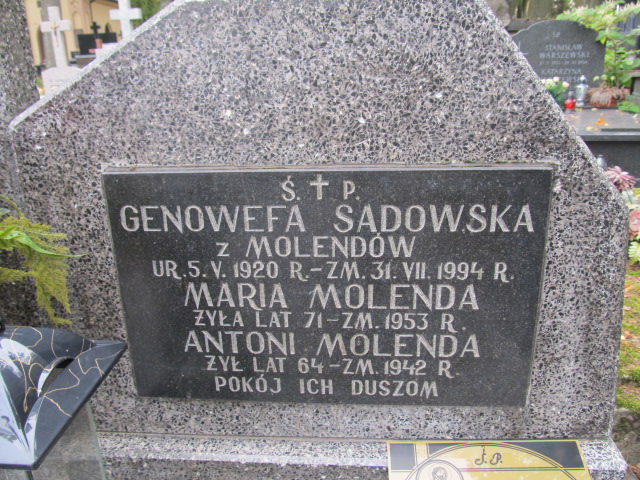 Ś. † P.
GENOWEFA SADOWSKA
z MOLENDÓW
UR. 5. V. 1920 R. - ZM. 31. VII. 1994 R.
MARIA MOLENDA
ŻYŁA LAT 71 - ZM. 1953 R.
ANTONI MOLENDA
ŻYŁ LAT 64 - ZM. 1942 R.
POKÓJ ICH DUSZOM
Ś.P.
STANISŁAW
WARSZEWSKI